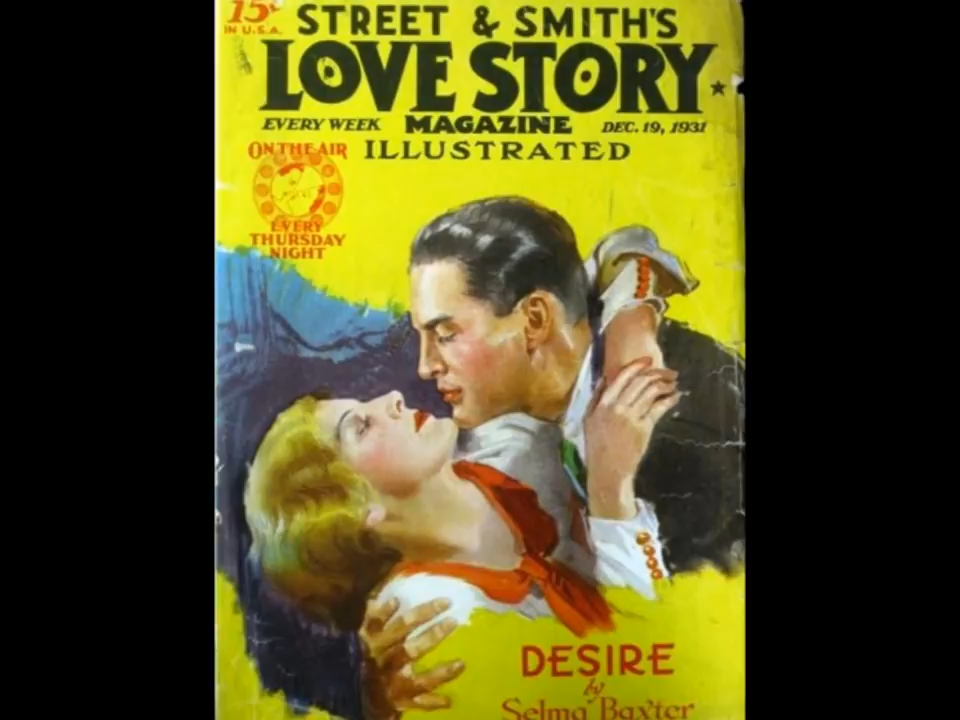 15¢
IN U.S.A.
STREET & SMITH'S
LOVE STORY
EVERY WEEK MAGAZINE DEC. 19, 1931
ILLUSTRATED
ON THE AIR
EVERY
THURSDAY
NIGHT
DESIRE
by
Selma Baxter